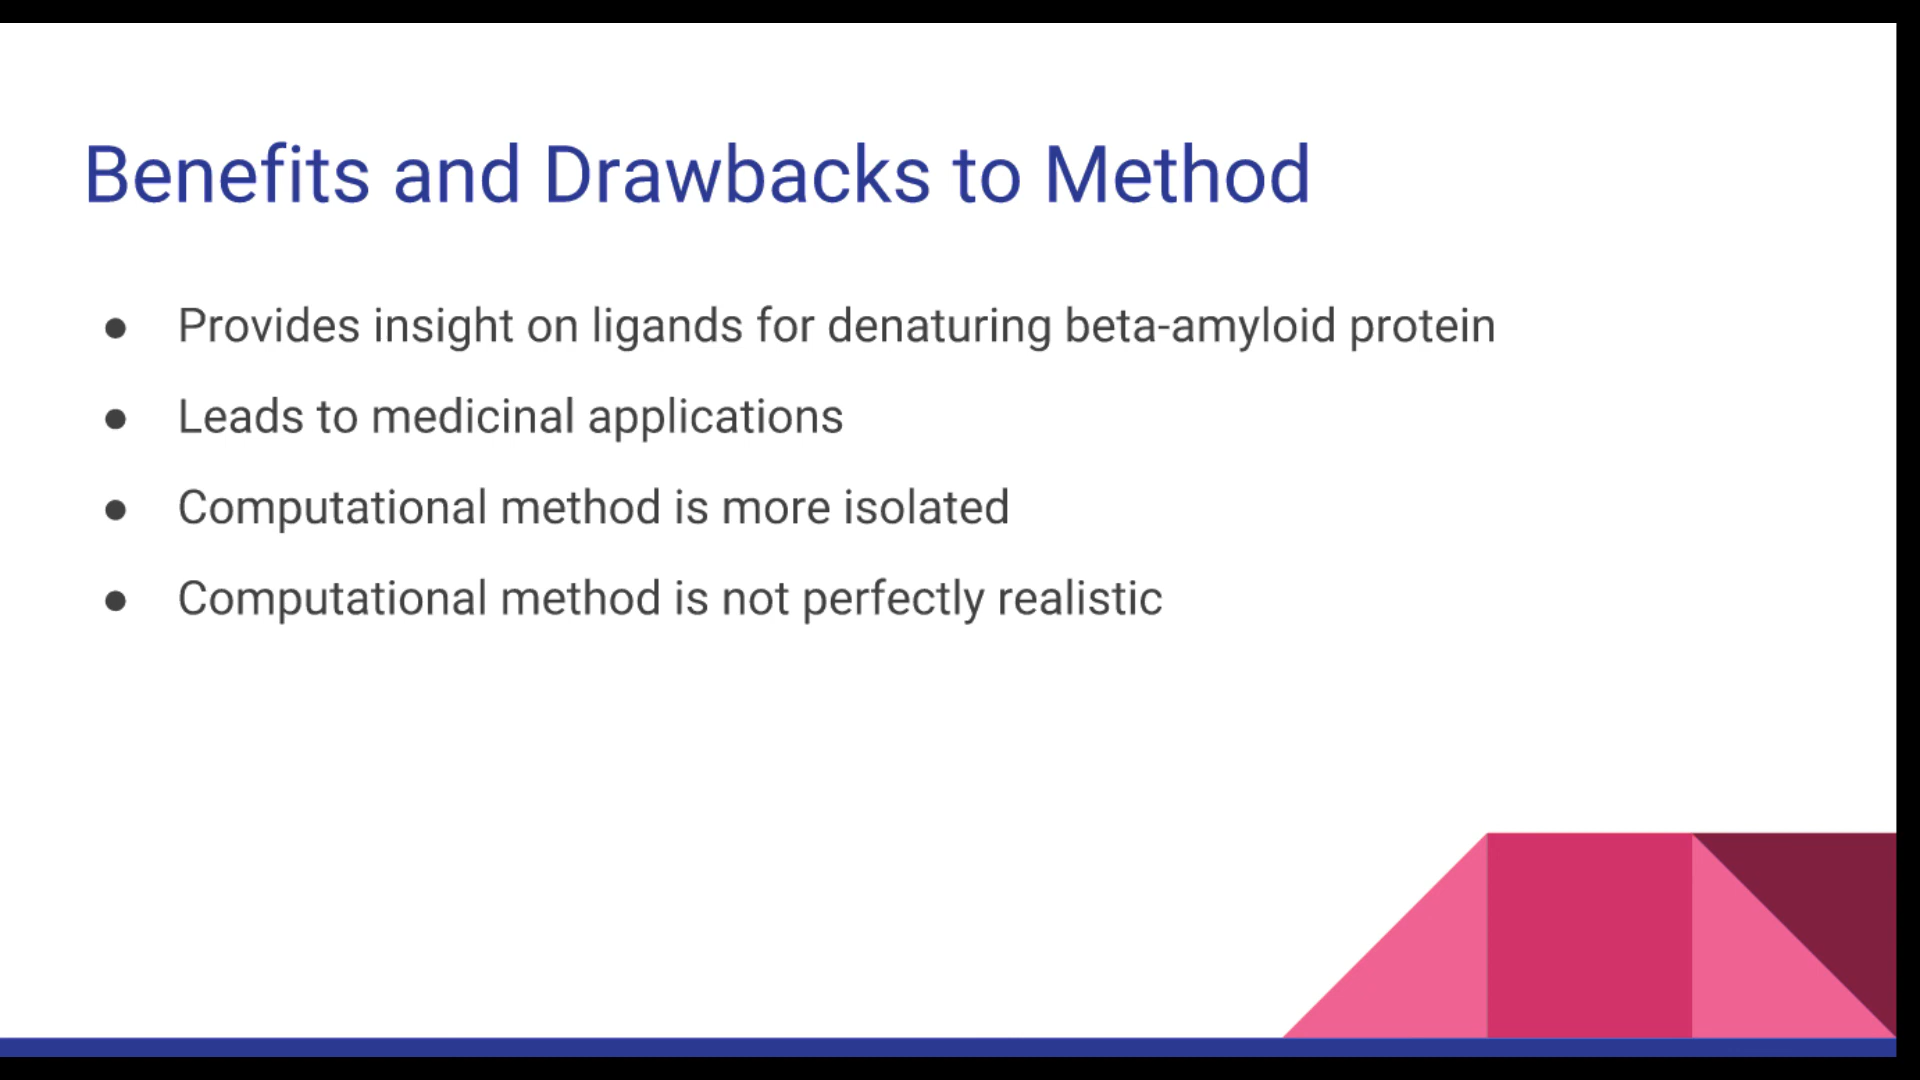 Benefits and Drawbacks to Method
● Provides insight on ligands for denaturing beta-amyloid protein
● Leads to medicinal applications
● Computational method is more isolated
● Computational method is not perfectly realistic